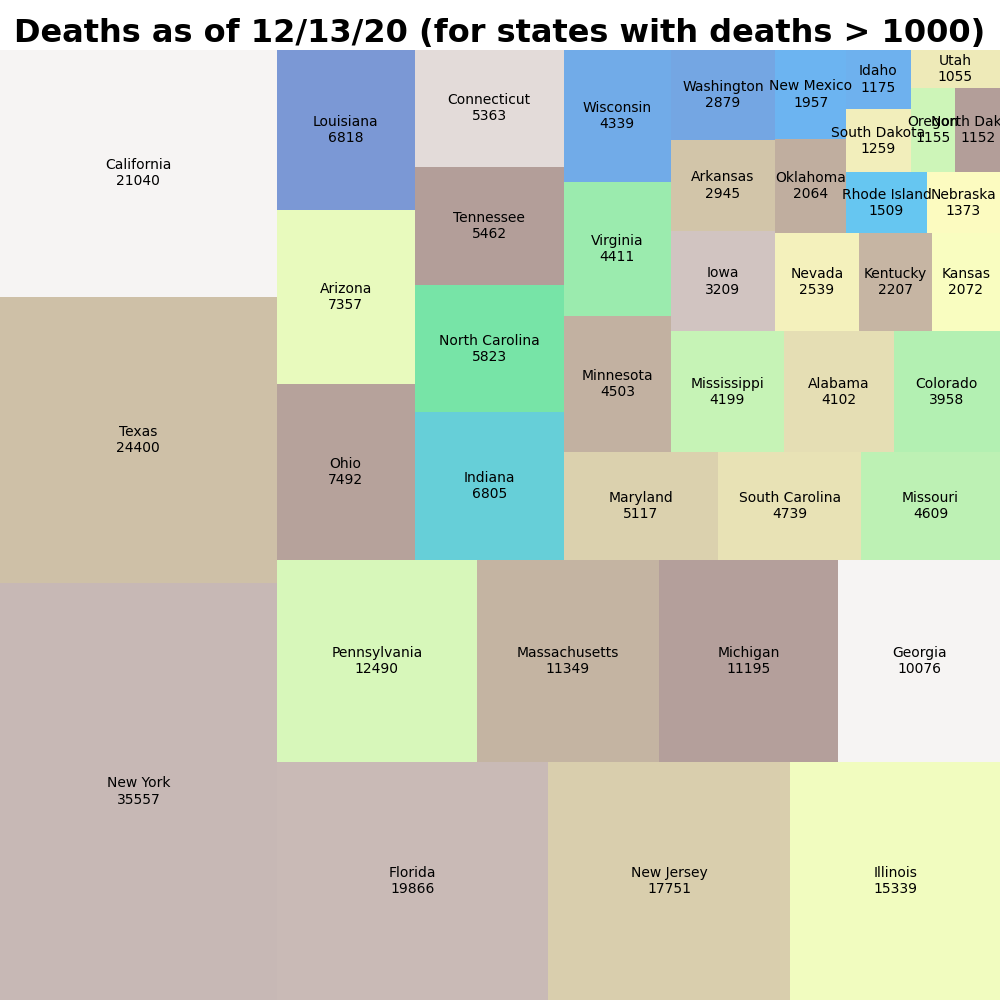 Deaths as of 12/13/20 (for states with deaths > 1000)
California
21040
Texas
24400
New York
35557
Louisiana
6818
Arizona
7357
Ohio
7492
Connecticut
5363
Tennessee
5462
North Carolina
5823
Indiana
6805
Wisconsin
4339
Virginia
4411
Minnesota
4503
Washington
2879
Arkansas
2945
Iowa
3209
New Mexico
1957
Oklahoma
2064
Idaho
1175
South Dakota
1259
Utah
1055
Oregon
1155
North Dak
1152
Rhode Island
1509
Nebraska
1373
Nevada
2539
Kentucky
2207
Kansas
2072
Mississippi
4199
Alabama
4102
Colorado
3958
Maryland
5117
South Carolina
4739
Missouri
4609
Pennsylvania
12490
Massachusetts
11349
Michigan
11195
Georgia
10076
Florida
19866
New Jersey
17751
Illinois
15339